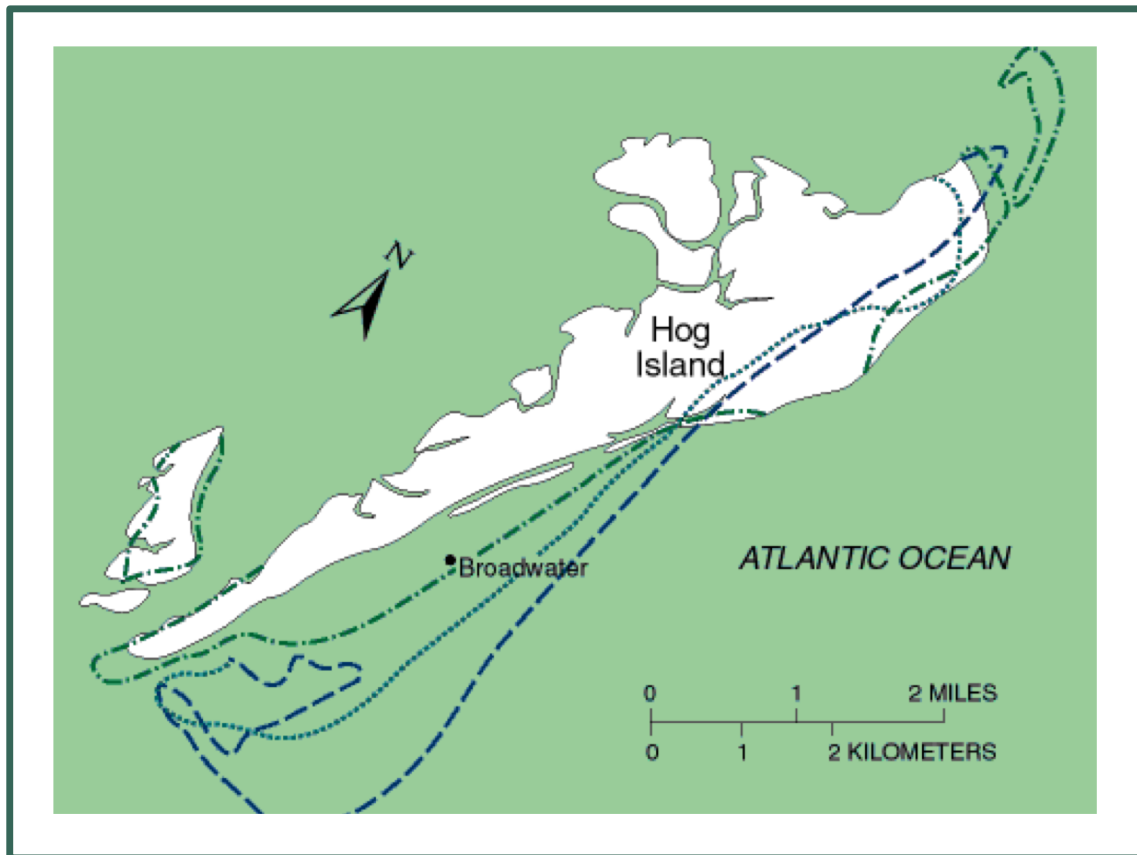 N
Hog
Island
Broadwater
ATLANTIC OCEAN
0 1 2 MILES
0 1 2 KILOMETERS